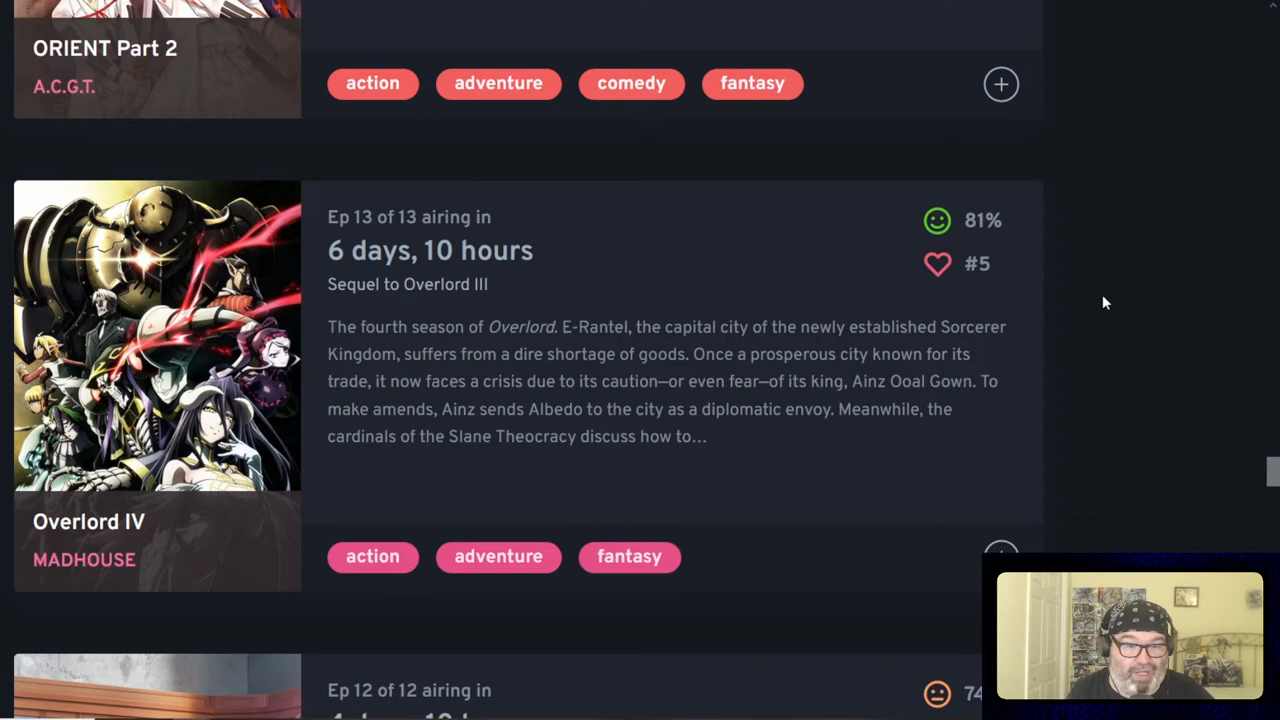 ORIENT Part 2
A.C.G.T.
action
adventure
comedy
fantasy
Ep 13 of 13 airing in
81%
6 days, 10 hours
#5
Sequel to Overlord III
The fourth season of Overlord. E-Rantel, the capital city of the newly established Sorcerer
Kingdom, suffers from a dire shortage of goods. Once a prosperous city known for its
trade, it now faces a crisis due to its caution—or even fear—of its king, Ainz Ooal Gown. To
make amends, Ainz sends Albedo to the city as a diplomatic envoy. Meanwhile, the
cardinals of the Slane Theocracy discuss how to…
Overlord IV
MADHOUSE
action
adventure
fantasy
Ep 12 of 12 airing in